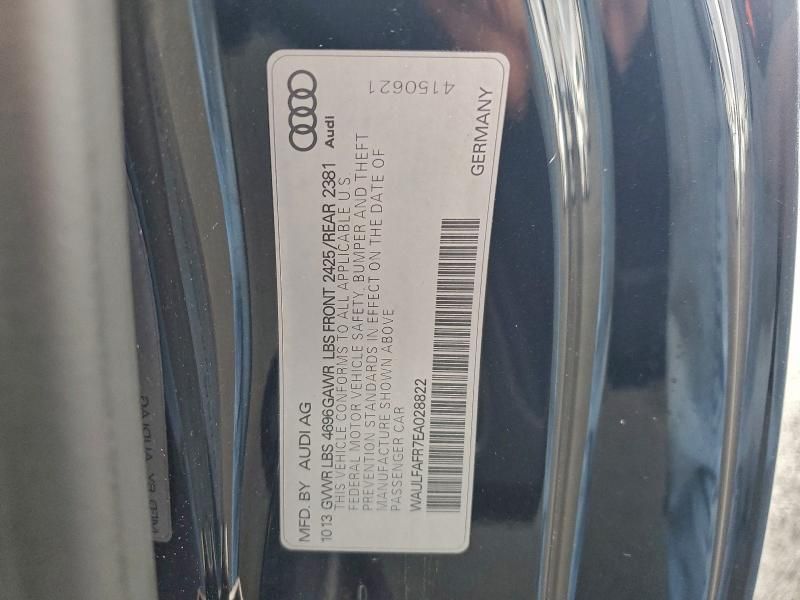 MFD. BY AUDI AG
10 13 GVWR LBS 4696 GAWR LBS FRONT 2425/REAR 2381
THIS VEHICLE CONFORMS TO ALL APPLICABLE U S
FEDERAL MOTOR VEHICLE SAFETY, BUMPER AND THEFT
PREVENTION STANDARDS IN EFFECT ON THE DATE OF
MANUFACTURE SHOWN ABOVE
PASSENGER CAR
WAULFAFR7EA028822
GERMANY
Audi
4150621